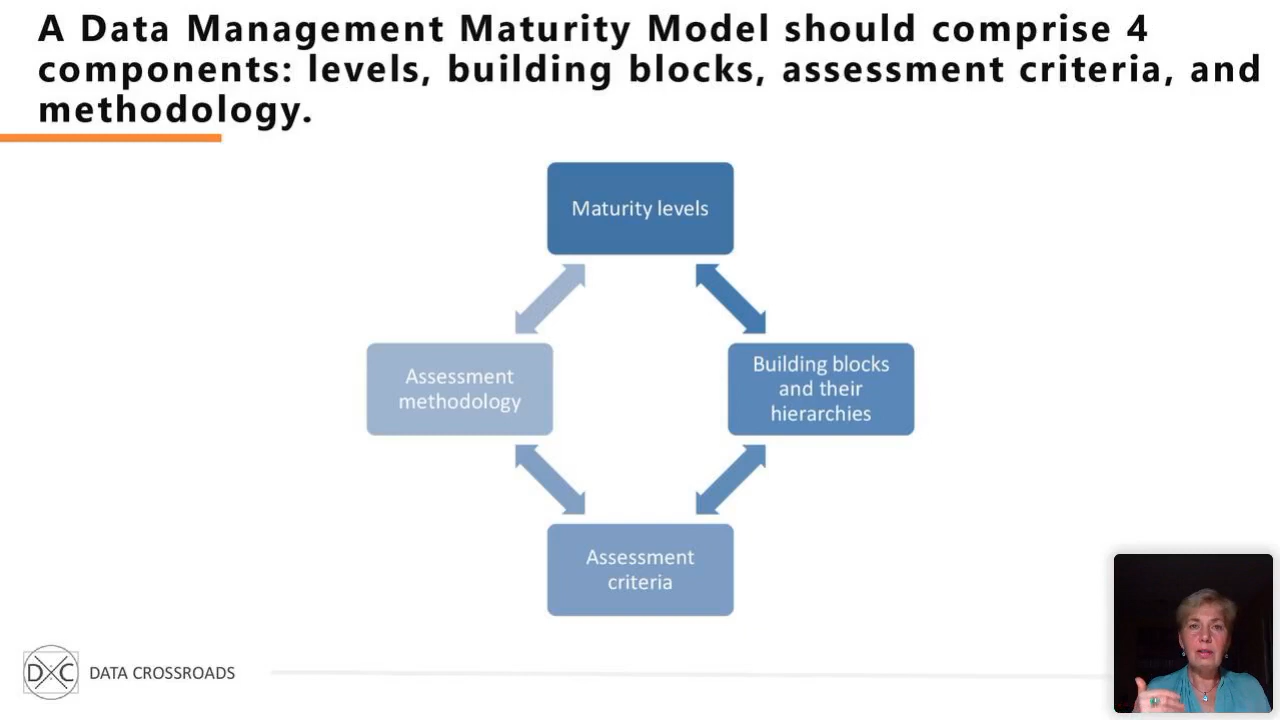 A Data Management Maturity Model should comprise 4
components: levels, building blocks, assessment criteria, and
methodology.
Maturity levels
Assessment
methodology
Building blocks
and their
hierarchies
Assessment
criteria
DXC
DATA CROSSROADS